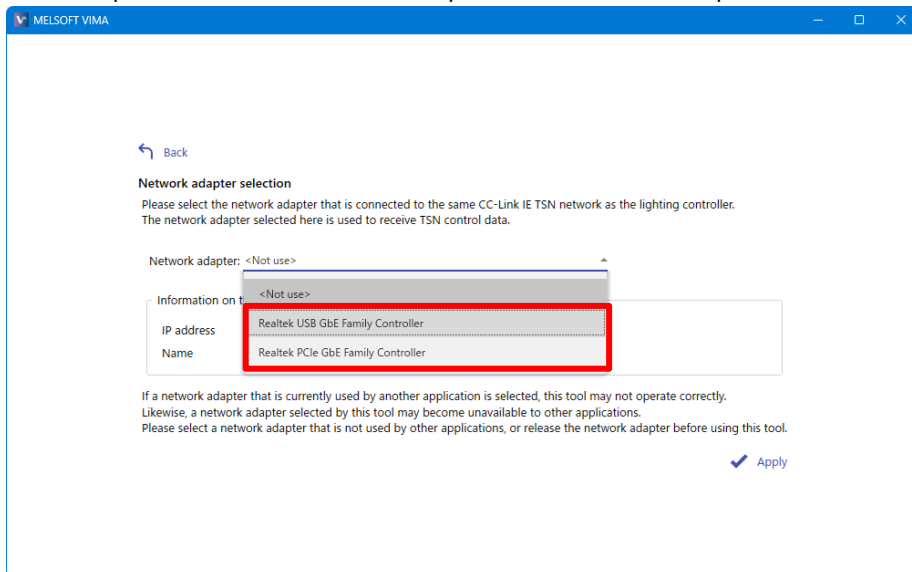 MELSOFT VIMA
Back
Network adapter selection
Please select the network adapter that is connected to the same CC-Link IE TSN network as the lighting controller.
The network adapter selected here is used to receive TSN control data.
Network adapter: <Not use>
<Not use>
Information on t
Realtek USB GbE Family Controller
IP address
Realtek PCIe GbE Family Controller
Name
If a network adapter that is currently used by another application is selected, this tool may not operate correctly.
Likewise, a network adapter selected by this tool may become unavailable to other applications.
Please select a network adapter that is not used by other applications, or release the network adapter before using this tool.
Apply